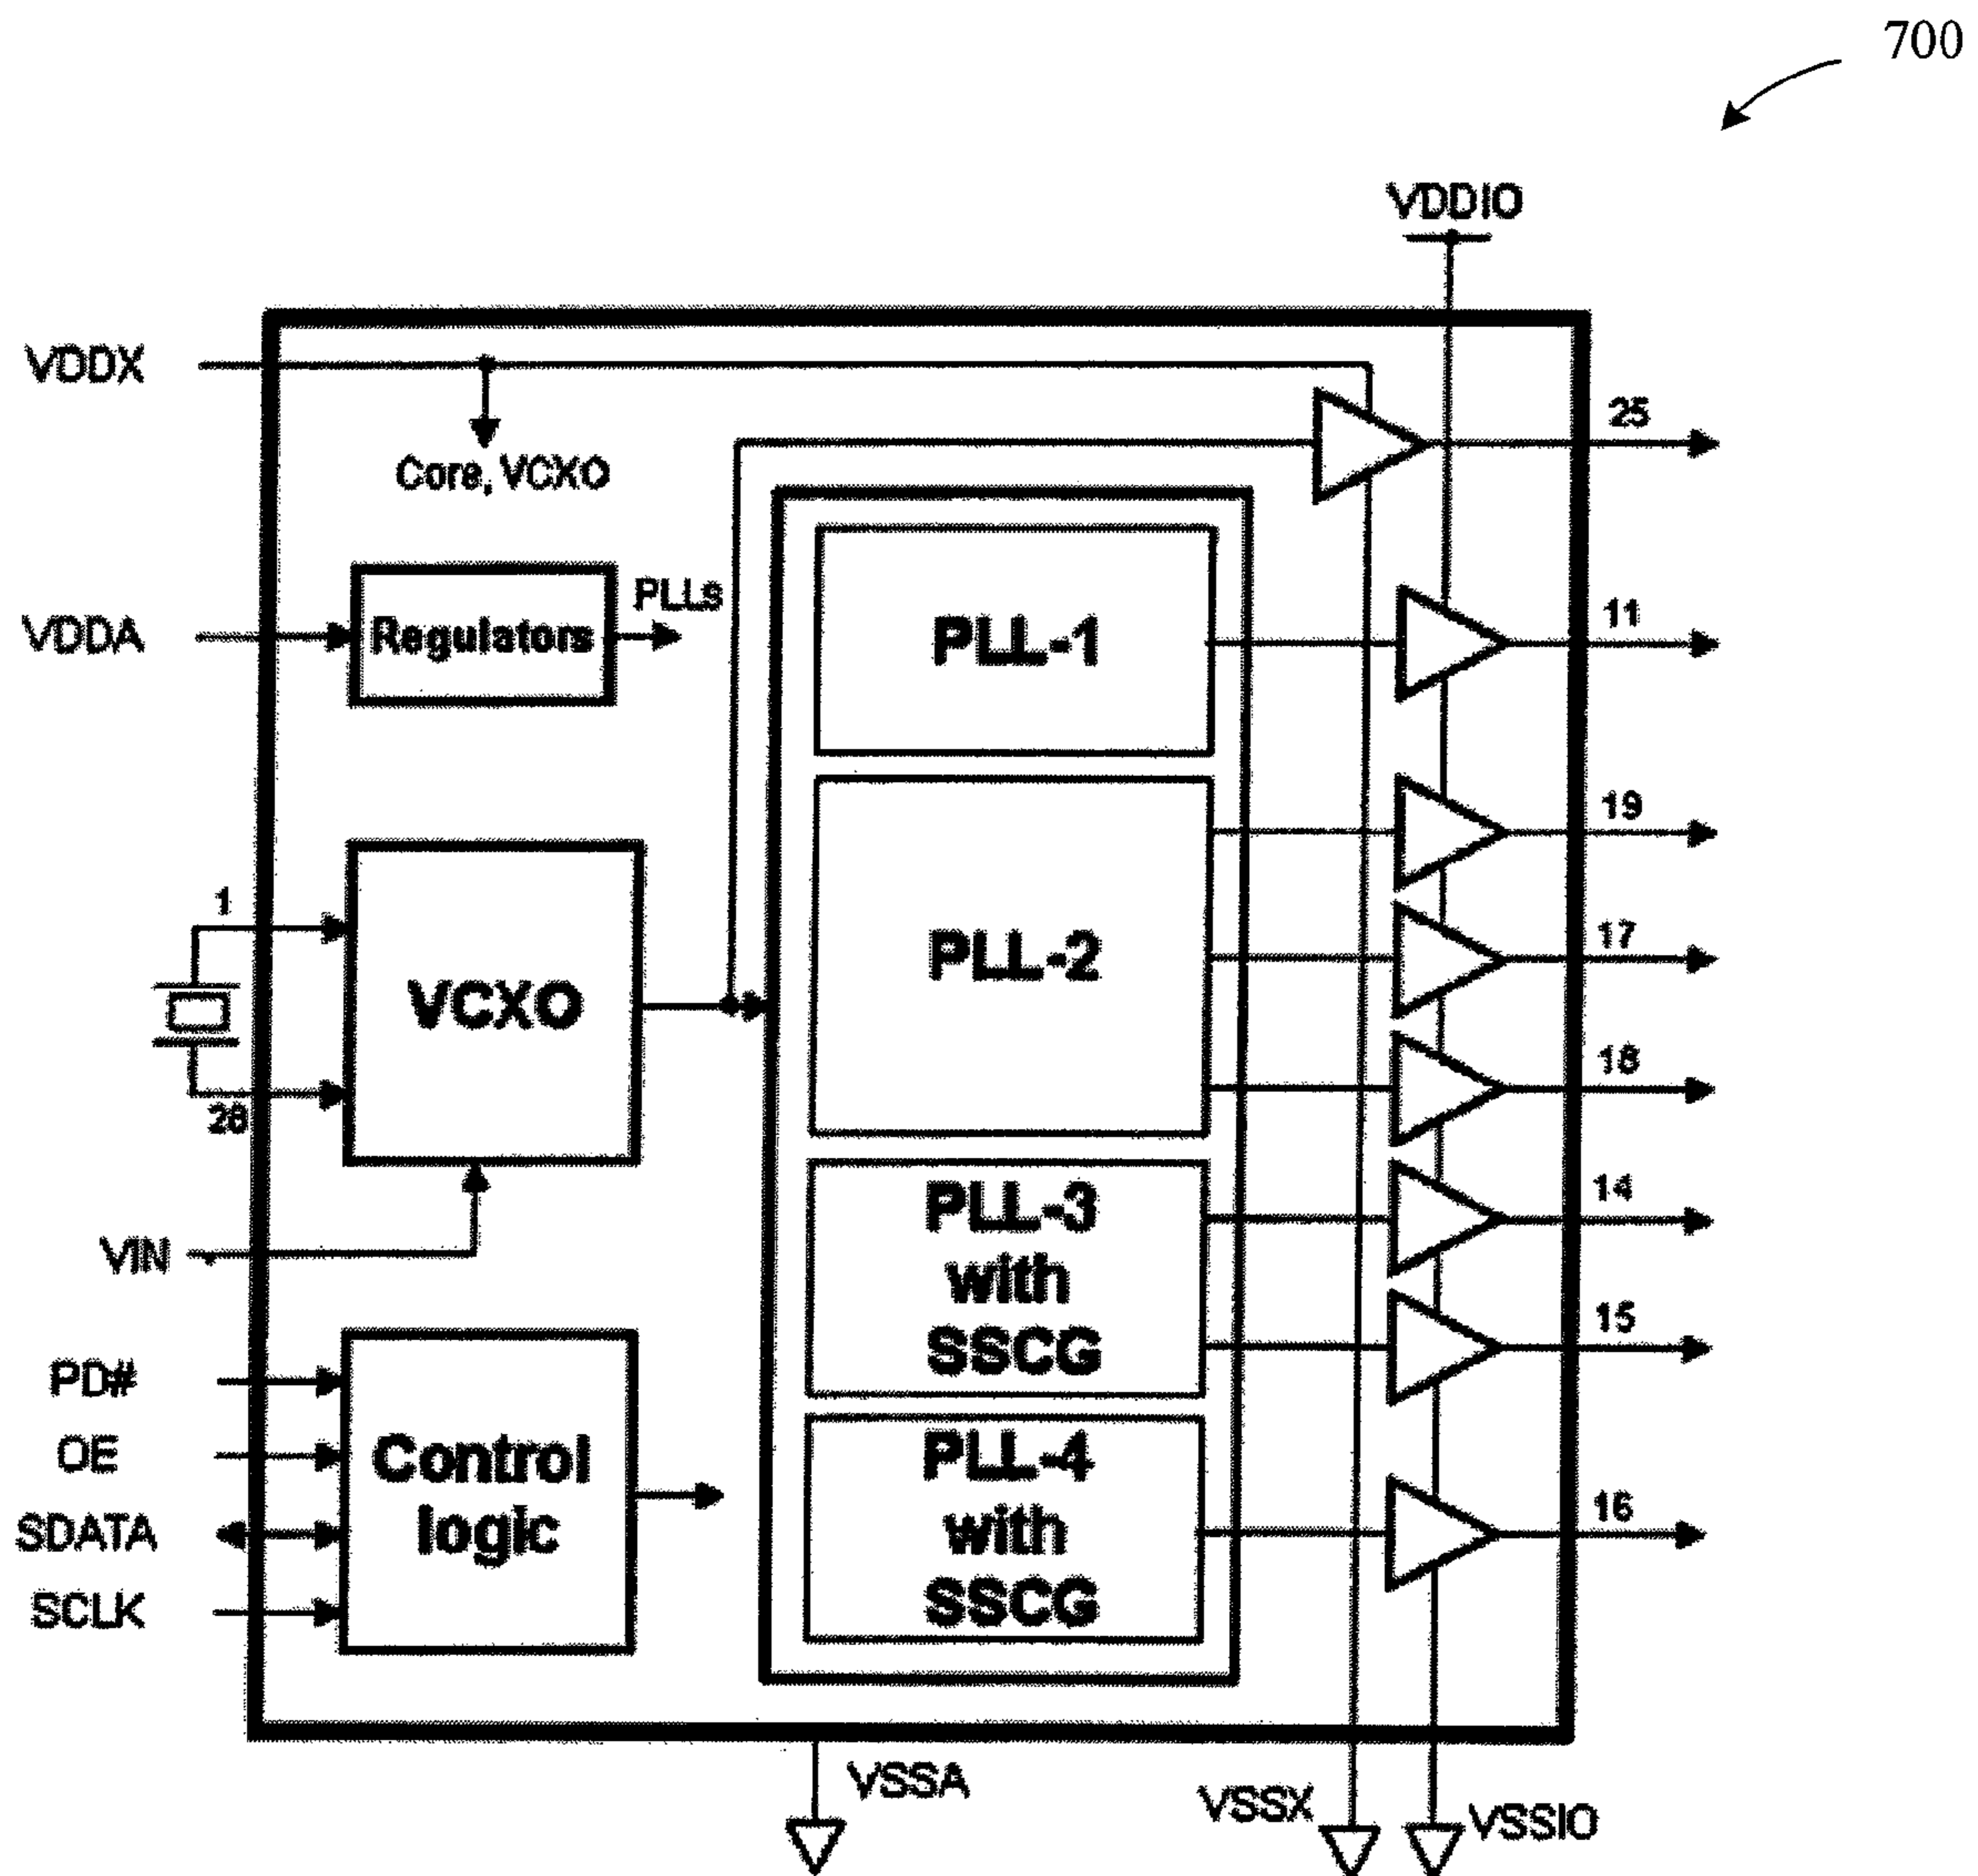 700
VDDIO
VDDX
25
Core, VCXO
PLLs
11
VDDA
Regulators
PLL-1
19
1
17
VCXO
PLL-2
18
28
14
PLL-3
with
SSCG
VIN
15
PD#
OE
SDATA
SCLK
Control
logic
PLL-4
with
SSCG
16
VSSA
VSSX
VSSIO